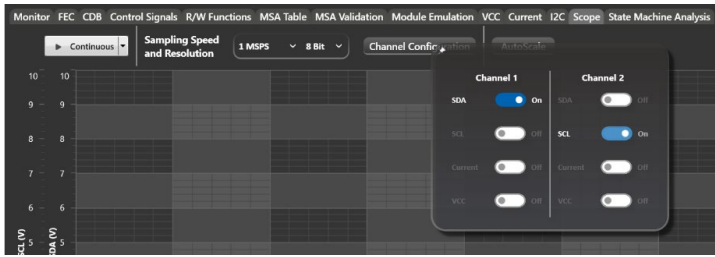 Monitor FEC CDB Control Signals R/W Functions MSA Table MSA Validation Module Emulation VCC Current I2C Scope State Machine Analysis
Continuous
Sampling Speed
and Resolution
1 MSPS
8 Bit
Channel Configuration
AutoScale
Channel 1
Channel 2
SDA On SDA Off
SCL Off SCL On
Current Off Current Off
VCC Off VCC Off
10 10
9 9
8 8
7 7
6 6
5 5
SCL (V)
SDA (V)